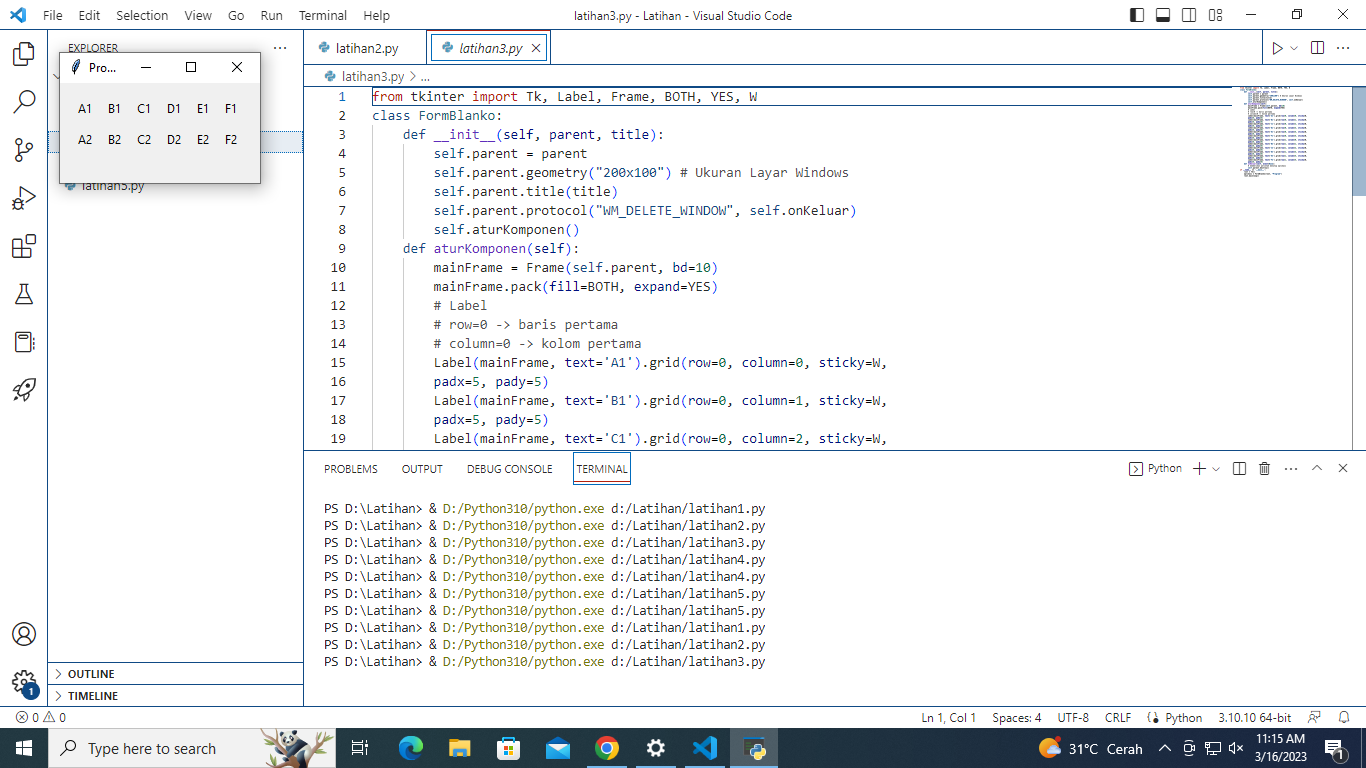 File Edit Selection View Go Run Terminal Help
latihan3.py - Latihan - Visual Studio Code
EXPLORER
latihan2.py
latihan3.py
latihan3.py > ...
Pro...
A1 B1 C1 D1 E1 F1
A2 B2 C2 D2 E2 F2
latihan5.py
1 from tkinter import Tk, Label, Frame, BOTH, YES, W
2 class FormBlanko:
3 def __init__(self, parent, title):
4 self.parent = parent
5 self.parent.geometry("200x100") # Ukuran Layar Windows
6 self.parent.title(title)
7 self.parent.protocol("WM_DELETE_WINDOW", self.onKeluar)
8 self.aturKomponen()
9 def aturKomponen(self):
10 mainFrame = Frame(self.parent, bd=10)
11 mainFrame.pack(fill=BOTH, expand=YES)
12 # Label
13 # row=0 -> baris pertama
14 # column=0 -> kolom pertama
15 Label(mainFrame, text='A1').grid(row=0, column=0, sticky=W,
16 padx=5, pady=5)
17 Label(mainFrame, text='B1').grid(row=0, column=1, sticky=W,
18 padx=5, pady=5)
19 Label(mainFrame, text='C1').grid(row=0, column=2, sticky=W,
PROBLEMS OUTPUT DEBUG CONSOLE TERMINAL
Python
PS D:\Latihan> & D:/Python310/python.exe d:/Latihan/latihan1.py
PS D:\Latihan> & D:/Python310/python.exe d:/Latihan/latihan2.py
PS D:\Latihan> & D:/Python310/python.exe d:/Latihan/latihan3.py
PS D:\Latihan> & D:/Python310/python.exe d:/Latihan/latihan4.py
PS D:\Latihan> & D:/Python310/python.exe d:/Latihan/latihan4.py
PS D:\Latihan> & D:/Python310/python.exe d:/Latihan/latihan5.py
PS D:\Latihan> & D:/Python310/python.exe d:/Latihan/latihan5.py
PS D:\Latihan> & D:/Python310/python.exe d:/Latihan/latihan1.py
PS D:\Latihan> & D:/Python310/python.exe d:/Latihan/latihan2.py
PS D:\Latihan> & D:/Python310/python.exe d:/Latihan/latihan3.py
OUTLINE
TIMELINE
1
0 0
Ln 1, Col 1 Spaces: 4 UTF-8 CRLF Python 3.10.10 64-bit
Type here to search
31°C Cerah
11:15 AM
3/16/2023
1